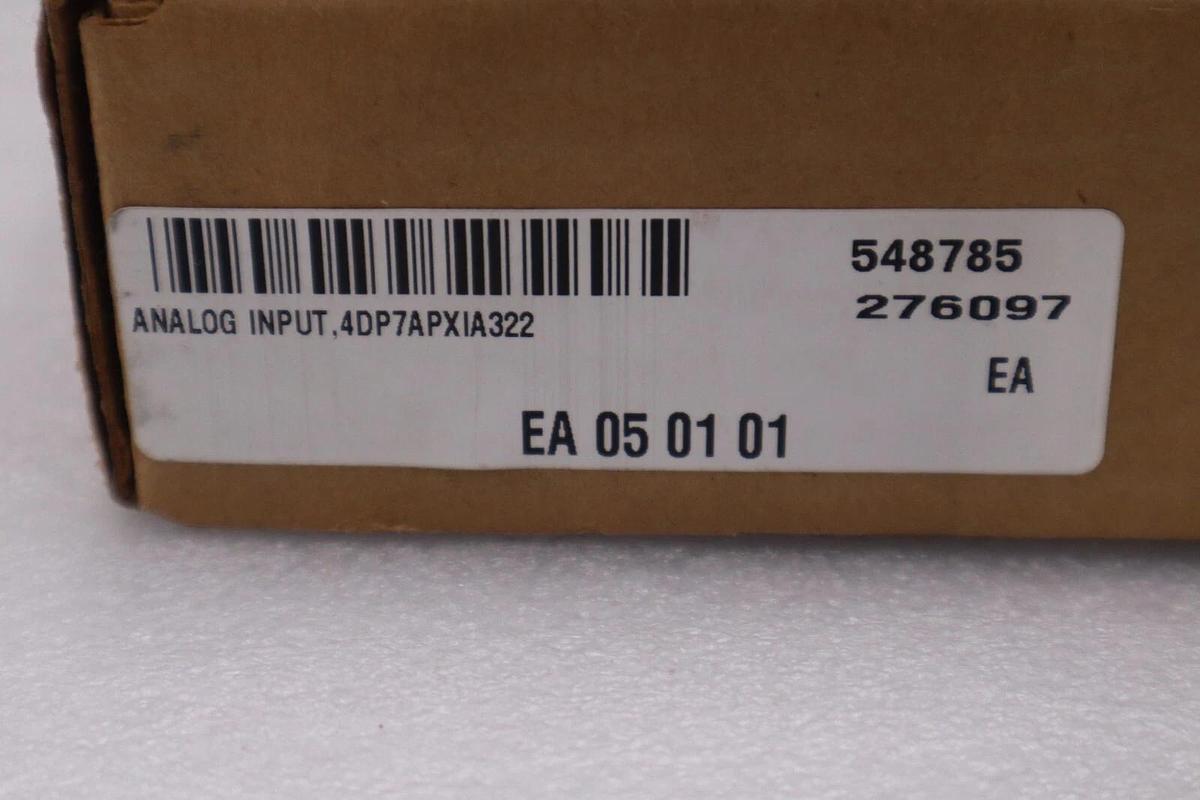 548785
276097
ANALOG INPUT,4DP7APXIA322
EA
EA 05 01 01